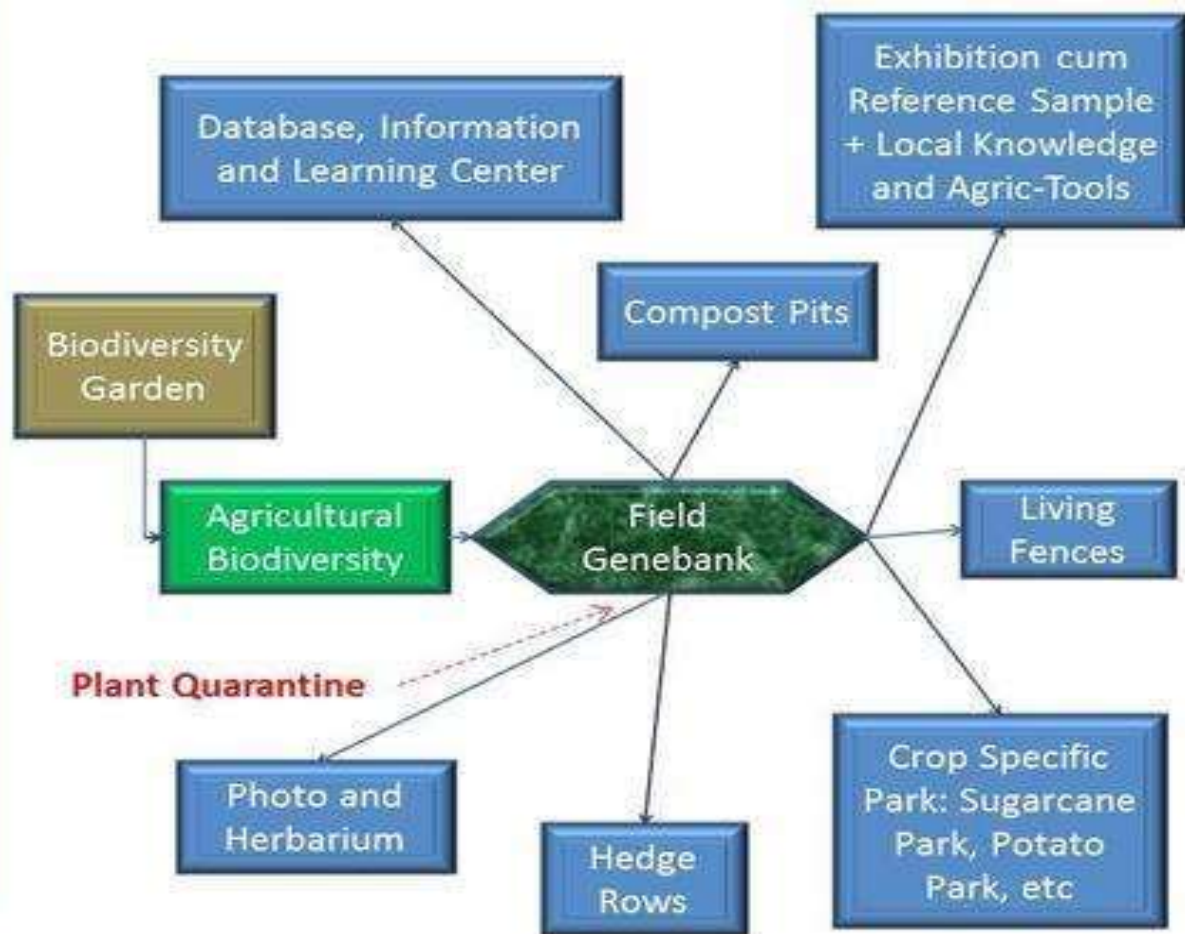 Exhibition cum
Reference Sample
+ Local Knowledge
and Agric-Tools
Database, Information
and Learning Center
Compost Pits
Biodiversity
Garden
Agricultural
Biodiversity
Field
Genebank
Living
Fences
Plant Quarantine
Photo and
Herbarium
Hedge
Rows
Crop Specific
Park: Sugarcane
Park, Potato
Park, etc